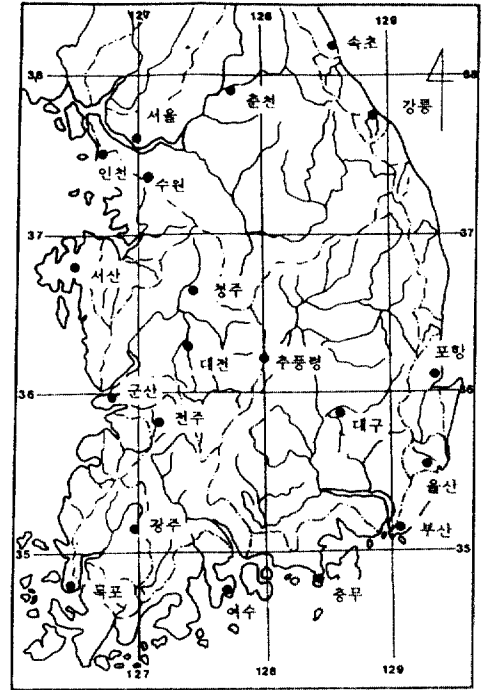 127 128 129
속초
38 38
춘천
강릉
서울
인천
수원
37 37
서산
청주
포항
대전 추풍령
36 36
군산
대구
전주
울산
광주
부산
35 35
목포
여수
충무
127 128 129